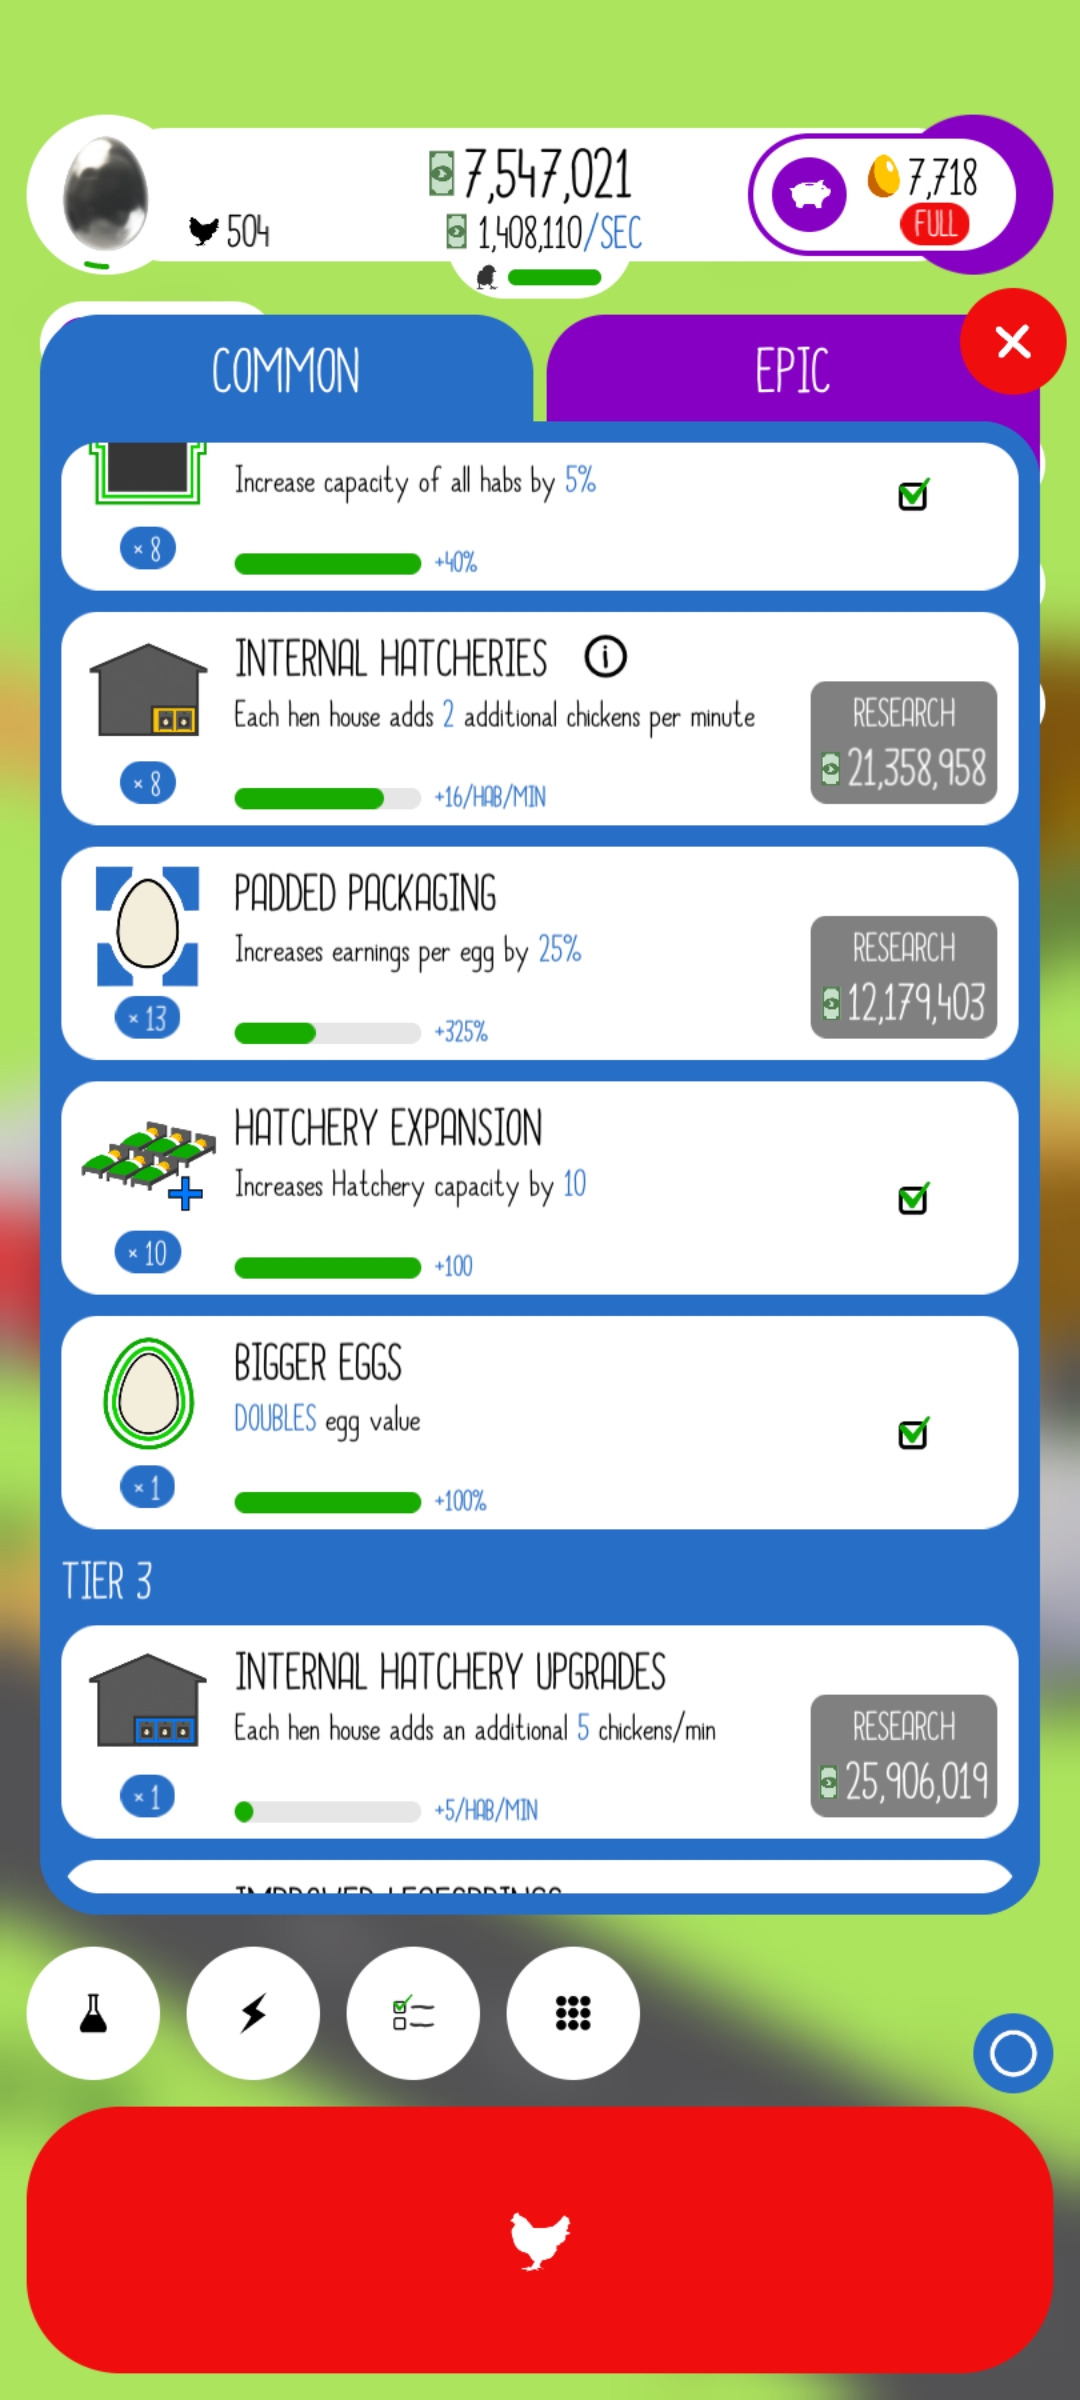 7,547,021
7,718
504
1,408,110/SEC
FULL
COMMON
EPIC
Increase capacity of all habs by 5%
× 8
+40%
INTERNAL HATCHERIES
Each hen house adds 2 additional chickens per minute
RESEARCH
21,358,958
× 8
+16/HAB/MIN
PADDED PACKAGING
Increases earnings per egg by 25%
RESEARCH
12,179,403
× 13
+325%
HATCHERY EXPANSION
Increases Hatchery capacity by 10
× 10
+100
BIGGER EGGS
DOUBLES egg value
× 1
+100%
TIER 3
INTERNAL HATCHERY UPGRADES
Each hen house adds an additional 5 chickens/min
RESEARCH
25,906,019
× 1
+5/HAB/MIN